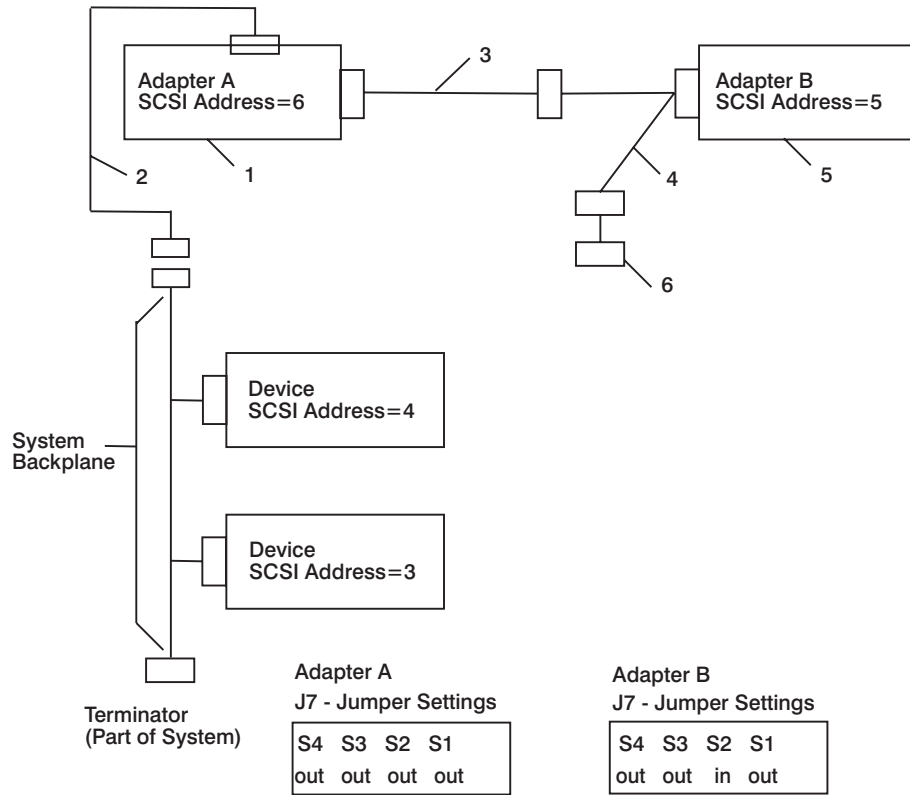 Adapter A
SCSI Address=6
3
Adapter B
SCSI Address=5
2
1
4
5
6
Device
SCSI Address=4
System
Backplane
Device
SCSI Address=3
Terminator
(Part of System)
Adapter A
J7 - Jumper Settings
S4 S3 S2 S1
out out out out
Adapter B
J7 - Jumper Settings
S4 S3 S2 S1
out out in out